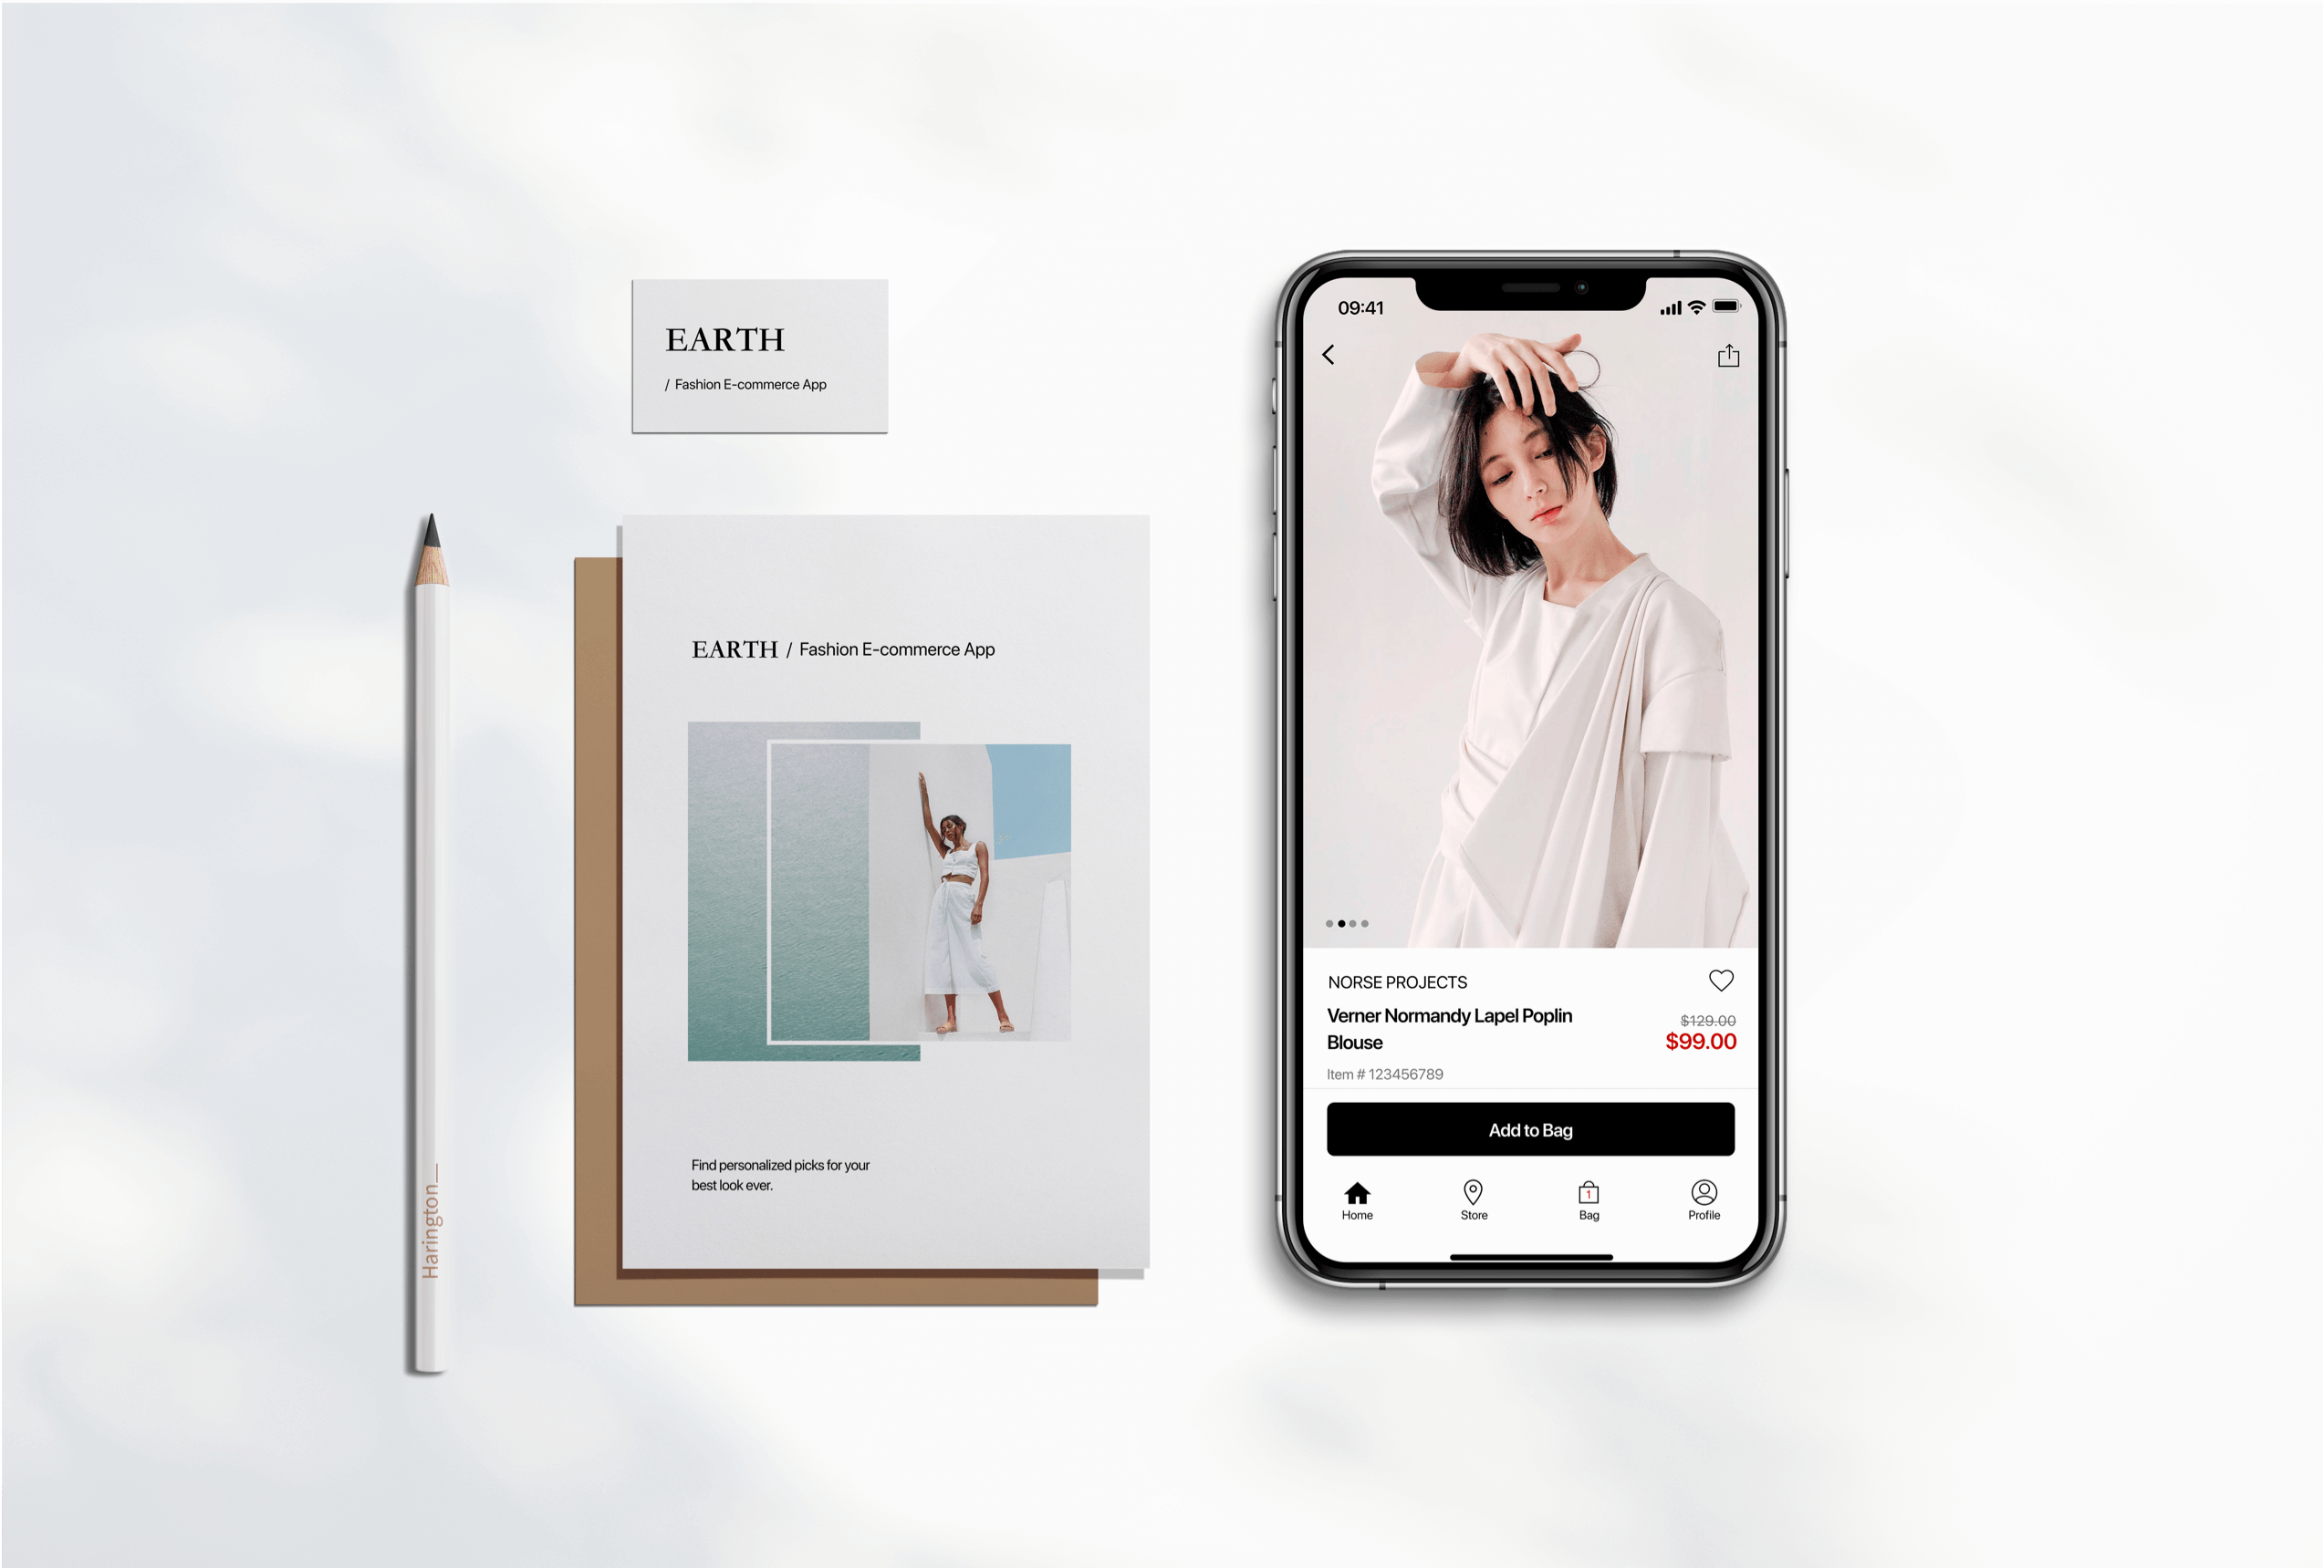 EARTH
/ Fashion E-commerce App
EARTH / Fashion E-commerce App
Find personalized picks for your
best look ever.
Harington_
09:41
NORSE PROJECTS
Verner Normandy Lapel Poplin
Blouse
$129.00
$99.00
Item # 123456789
Add to Bag
1
Home
Store
Bag
Profile